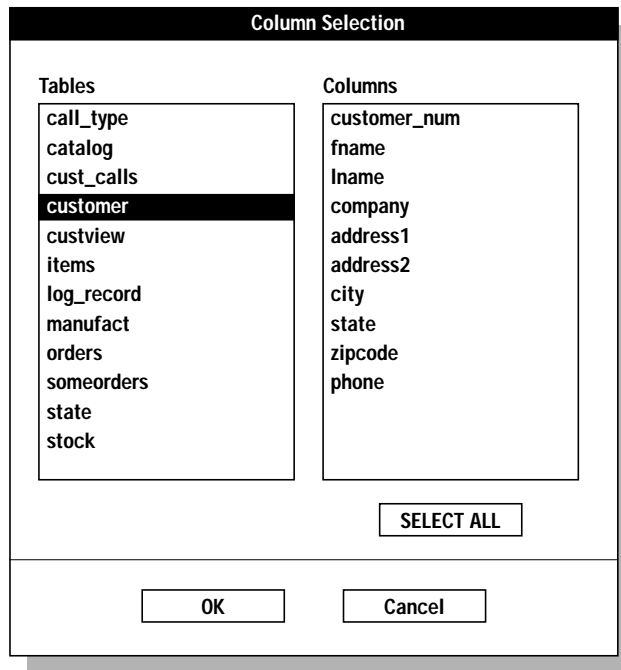 Column Selection
Tables
call_type
catalog
cust_calls
customer
custview
items
log_record
manufact
orders
someorders
state
stock
Columns
customer_num
fname
lname
company
address1
address2
city
state
zipcode
phone
SELECT ALL
OK
Cancel